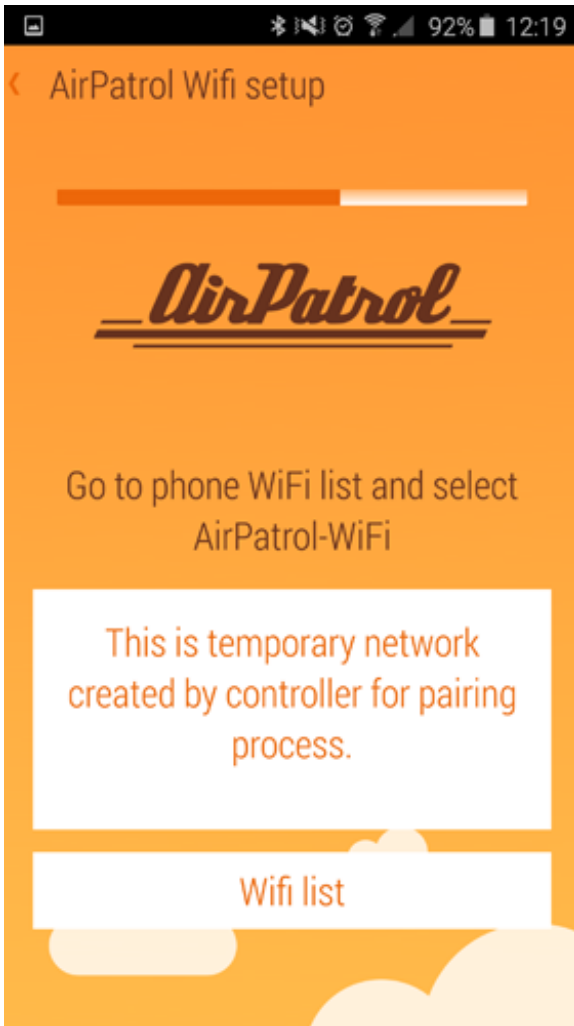 92% 12:19
AirPatrol Wifi setup
AirPatrol
Go to phone WiFi list and select
AirPatrol-WiFi
This is temporary network
created by controller for pairing
process.
Wifi list